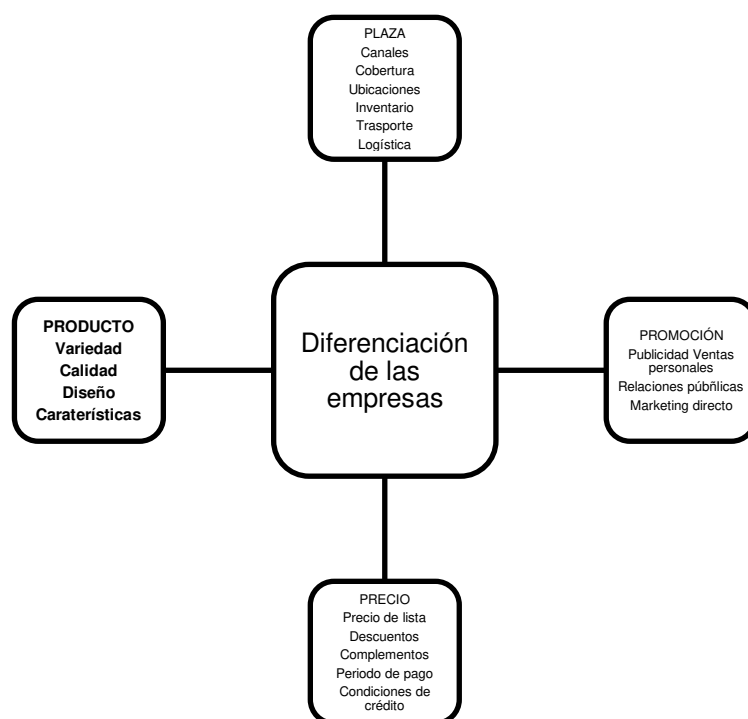 PLAZA
Canales
Cobertura
Ubicaciones
Inventario
Trasporte
Logística
PRODUCTO
Variedad
Calidad
Diseño
Caraterísticas
Diferenciación
de las
empresas
PROMOCIÓN
Publicidad Ventas
personales
Relaciones púbñlicas
Marketing directo
PRECIO
Precio de lista
Descuentos
Complementos
Periodo de pago
Condiciones de
crédito